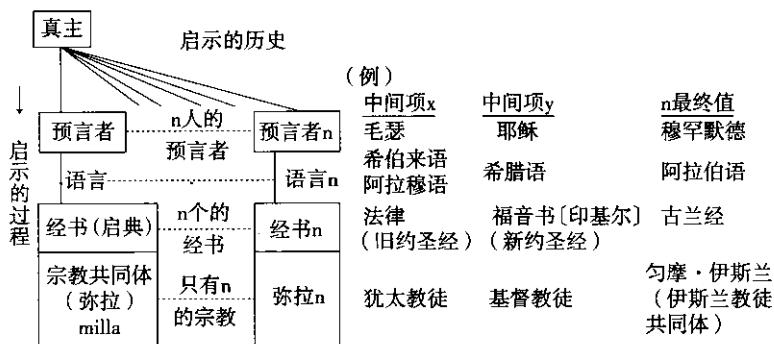 真主
启示的历史
（例）
中间项x 中间项y n最终值
预言者 n人的 预言者n 毛瑟 耶稣 穆罕默德
预言者
↓启示的过程
语言 语言n 希伯来语 希腊语 阿拉伯语
阿拉穆语
经书(启典) n个的 经书n 法律 福音书〔印基尔〕 古兰经
经书 （旧约圣经） （新约圣经）
宗教共同体 只有n 弥拉n 犹太教徒 基督教徒 匀摩·伊斯兰
（弥拉） 的宗教 （伊斯兰教徒
milla 共同体）